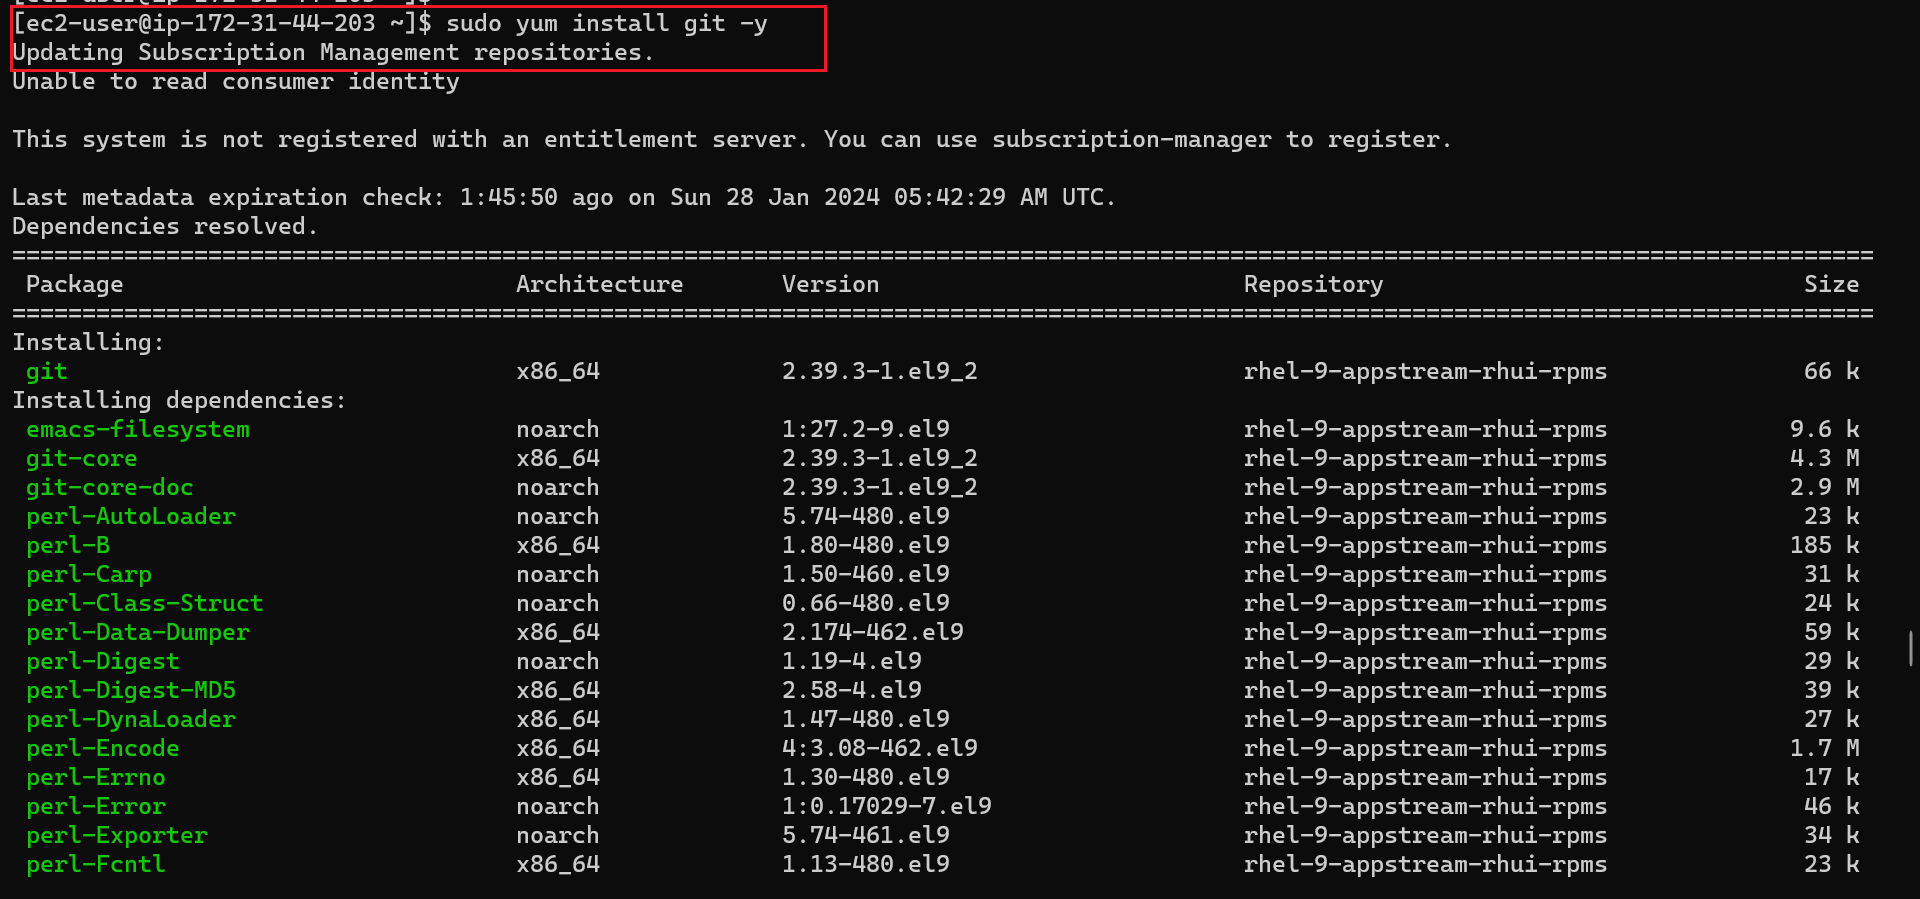 [ec2-user@ip-172-31-44-203 ~]$
[ec2-user@ip-172-31-44-203 ~]$ sudo yum install git -y
Updating Subscription Management repositories.
Unable to read consumer identity
This system is not registered with an entitlement server. You can use subscription-manager to register.
Last metadata expiration check: 1:45:50 ago on Sun 28 Jan 2024 05:42:29 AM UTC.
Dependencies resolved.
=====================================================================================================================================
Package Architecture Version Repository Size
=====================================================================================================================================
Installing:
git x86_64 2.39.3-1.el9_2 rhel-9-appstream-rhui-rpms 66 k
Installing dependencies:
emacs-filesystem noarch 1:27.2-9.el9 rhel-9-appstream-rhui-rpms 9.6 k
git-core x86_64 2.39.3-1.el9_2 rhel-9-appstream-rhui-rpms 4.3 M
git-core-doc noarch 2.39.3-1.el9_2 rhel-9-appstream-rhui-rpms 2.9 M
perl-AutoLoader noarch 5.74-480.el9 rhel-9-appstream-rhui-rpms 23 k
perl-B x86_64 1.80-480.el9 rhel-9-appstream-rhui-rpms 185 k
perl-Carp noarch 1.50-460.el9 rhel-9-appstream-rhui-rpms 31 k
perl-Class-Struct noarch 0.66-480.el9 rhel-9-appstream-rhui-rpms 24 k
perl-Data-Dumper x86_64 2.174-462.el9 rhel-9-appstream-rhui-rpms 59 k
perl-Digest noarch 1.19-4.el9 rhel-9-appstream-rhui-rpms 29 k
perl-Digest-MD5 x86_64 2.58-4.el9 rhel-9-appstream-rhui-rpms 39 k
perl-DynaLoader x86_64 1.47-480.el9 rhel-9-appstream-rhui-rpms 27 k
perl-Encode x86_64 4:3.08-462.el9 rhel-9-appstream-rhui-rpms 1.7 M
perl-Errno x86_64 1.30-480.el9 rhel-9-appstream-rhui-rpms 17 k
perl-Error noarch 1:0.17029-7.el9 rhel-9-appstream-rhui-rpms 46 k
perl-Exporter noarch 5.74-461.el9 rhel-9-appstream-rhui-rpms 34 k
perl-Fcntl x86_64 1.13-480.el9 rhel-9-appstream-rhui-rpms 23 k